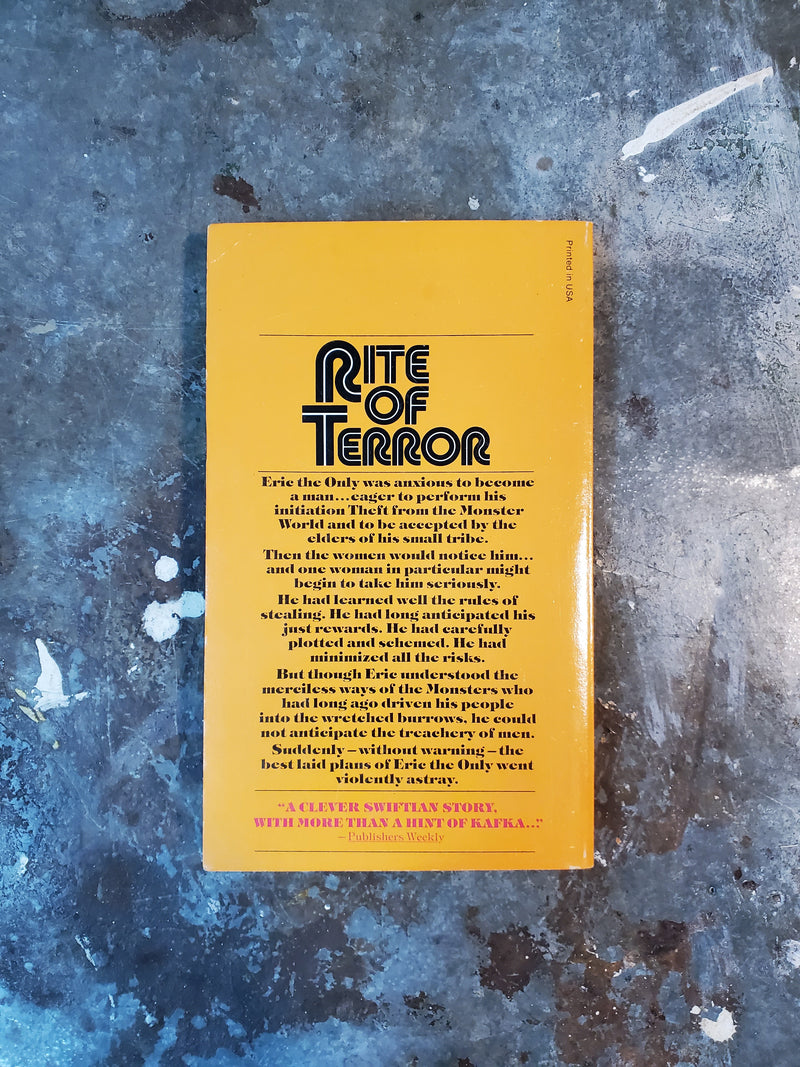 Printed in USA
RITE
OF
TERROR
Eric the Only was anxious to become
a man...eager to perform his
initiation Theft from the Monster
World and to be accepted by the
elders of his small tribe.
Then the women would notice him...
and one woman in particular might
begin to take him seriously.
He had learned well the rules of
stealing. He had long anticipated his
just rewards. He had carefully
plotted and schemed. He had
minimized all the risks.
But though Eric understood the
merciless ways of the Monsters who
had long ago driven his people
into the wretched burrows, he could
not anticipate the treachery of men.
Suddenly—without warning—the
best laid plans of Eric the Only went
violently astray.
"A CLEVER SWIFTIAN STORY,
WITH MORE THAN A HINT OF KAFKA..."
— Publishers Weekly